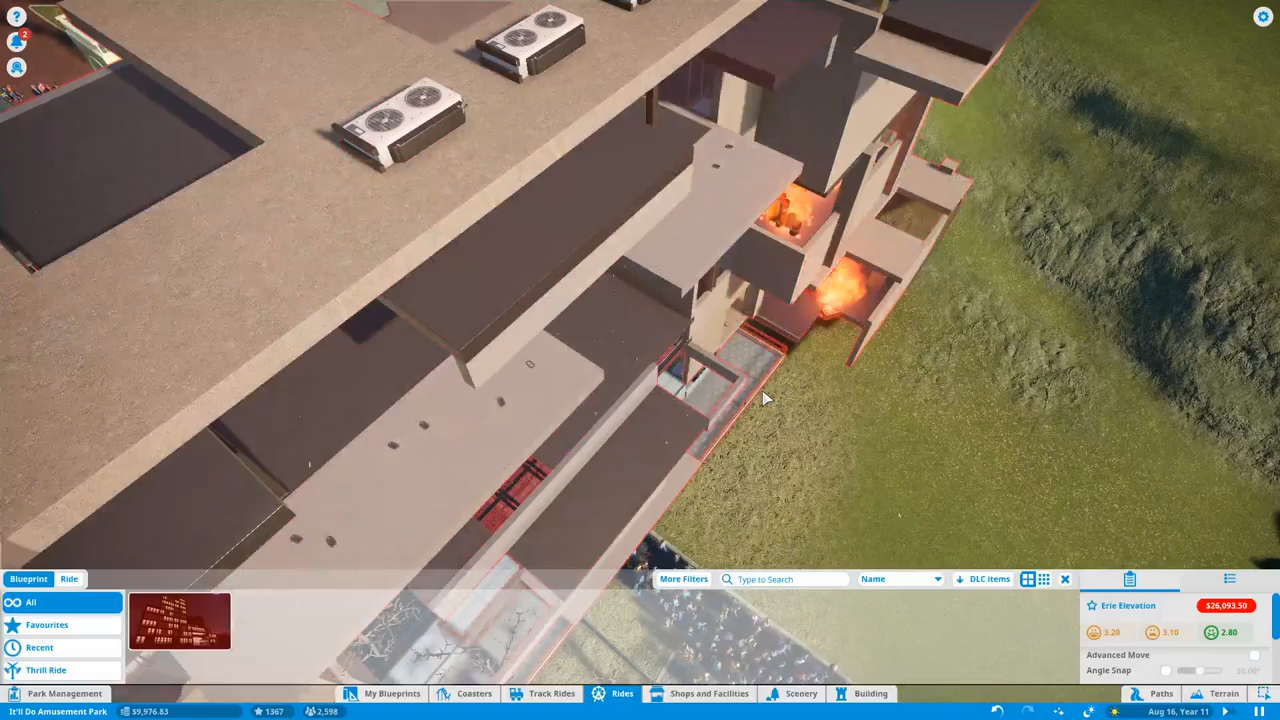 ?
2
Blueprint Ride
More Filters Type to Search Name DLC items
All
Favourites
Recent
Thrill Ride
Erie Elevation $26,093.50
3.20 3.10 2.80
Advanced Move
Angle Snap 10.00°
Park Management My Blueprints Coasters Track Rides Rides Shops and Facilities Scenery Building Paths Terrain
It'll Do Amusement Park $9,976.83 1367 2,598 Aug 16, Year 11